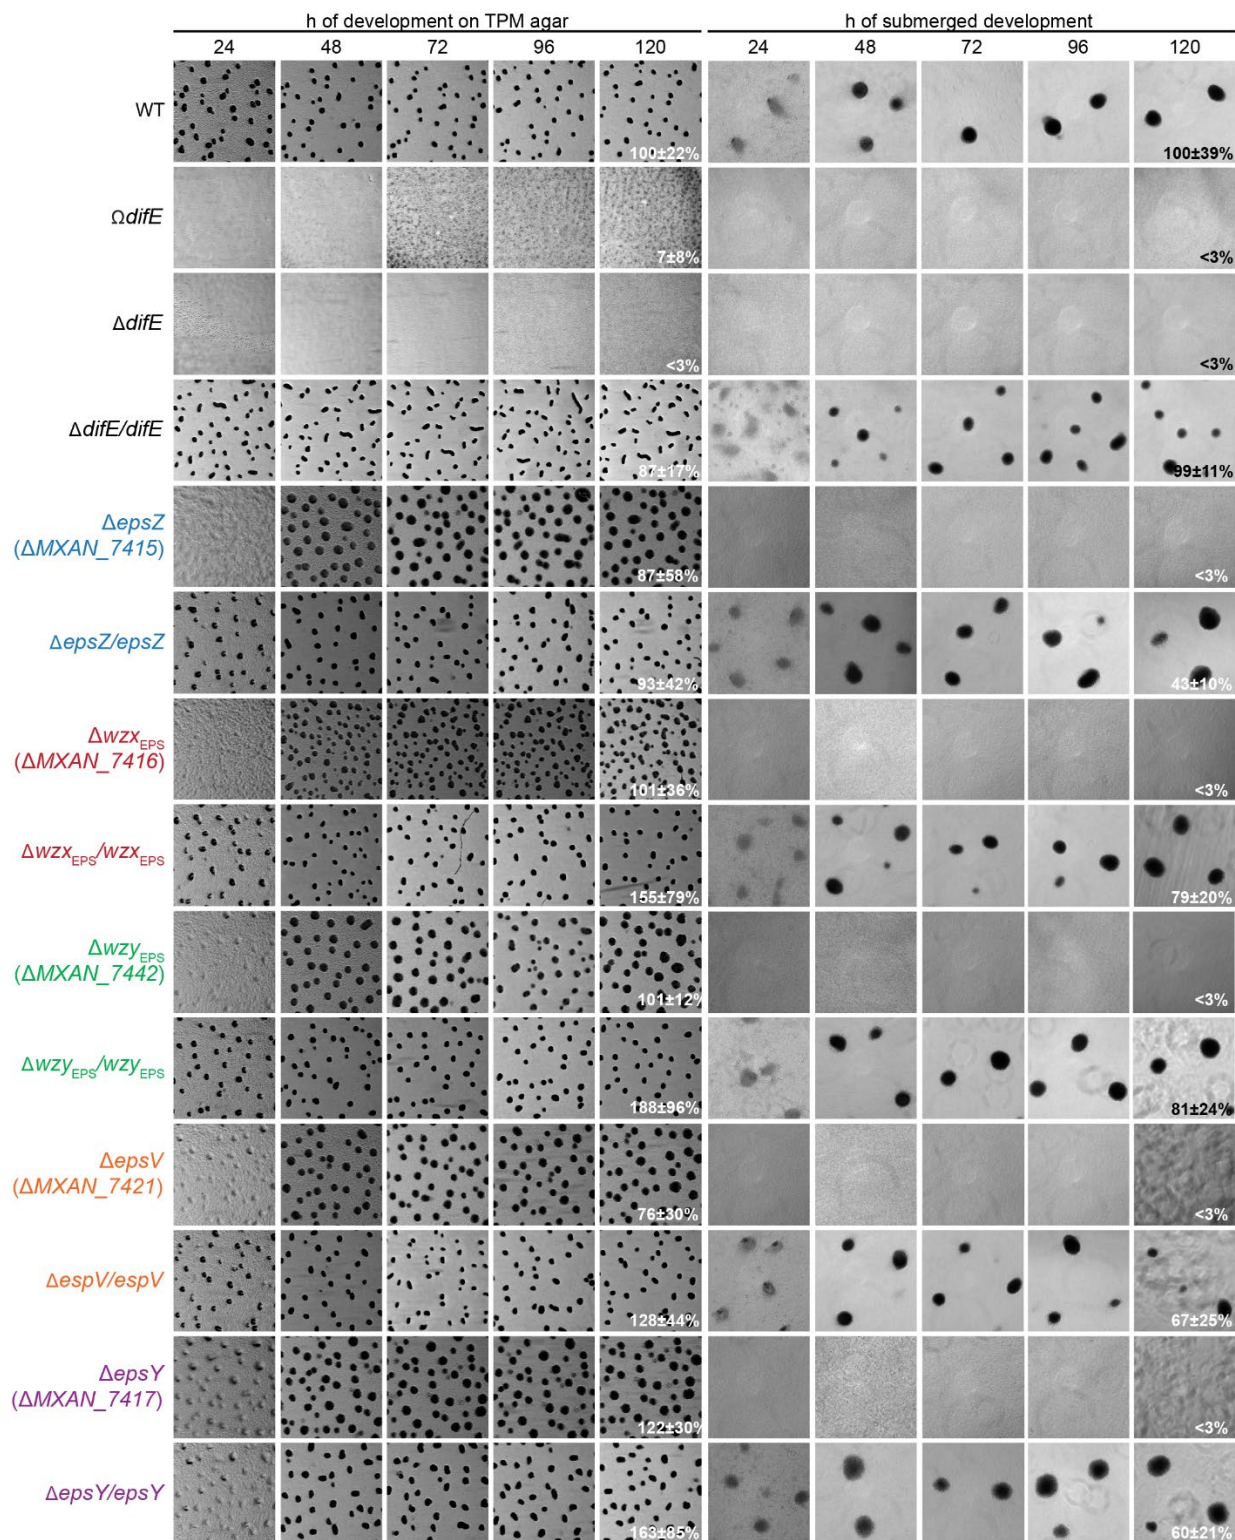 h of development on TPM agar h of submerged development
24 48 72 96 120 24 48 72 96 120
WT 100±22% 100±39%
ΩdifE 7±8% <3%
ΔdifE <3% <3%
ΔdifE/difE 87±17% 99±11%
ΔepsZ
(ΔMXAN_7415) 87±58% <3%
ΔepsZ/epsZ 93±42% 43±10%
ΔwzxEPS
(ΔMXAN_7416) 101±36% <3%
ΔwzxEPS/wzxEPS 155±79% 79±20%
ΔwzyEPS
(ΔMXAN_7442) 101±12% <3%
ΔwzyEPS/wzyEPS 188±96% 81±24%
ΔepsV
(ΔMXAN_7421) 76±30% <3%
ΔespV/espV 128±44% 67±25%
ΔepsY
(ΔMXAN_7417) 122±30% <3%
ΔepsY/epsY 163±85% 60±21%